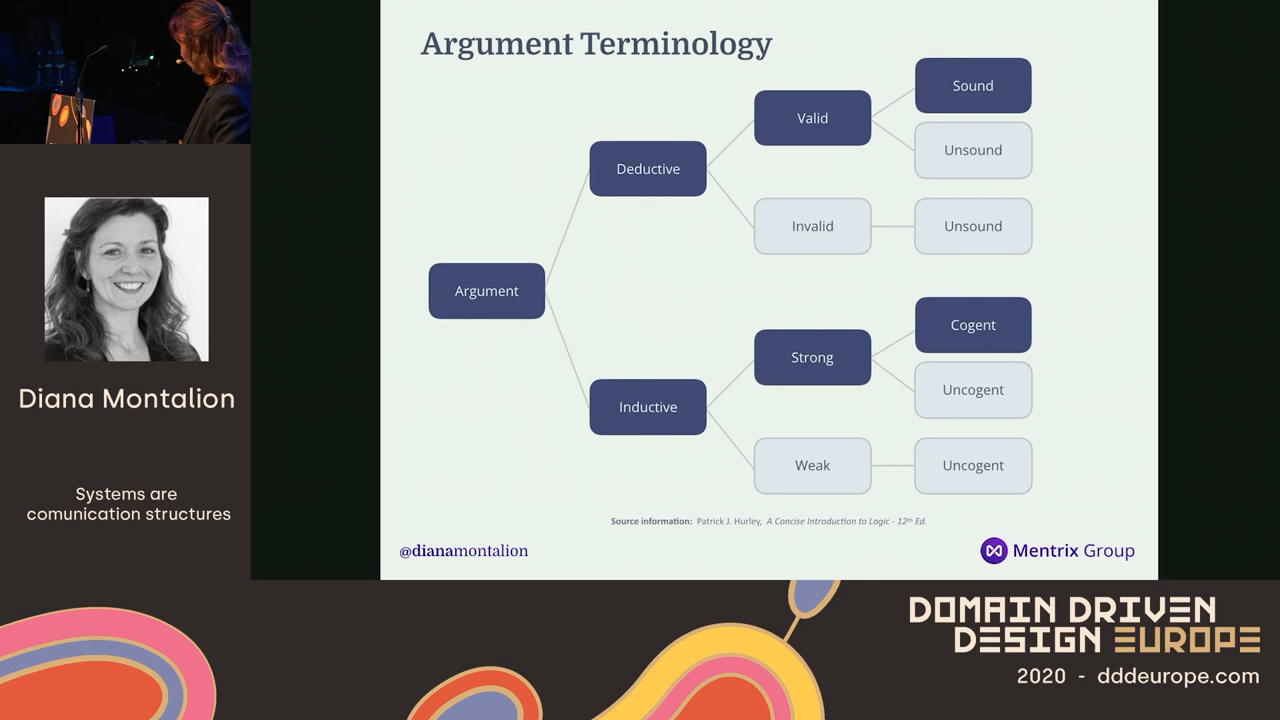 Argument Terminology
Argument
Deductive
Inductive
Valid
Invalid
Strong
Weak
Sound
Unsound
Unsound
Cogent
Uncogent
Uncogent
Source information: Patrick J. Hurley, A Concise Introduction to Logic - 12th Ed.
@dianamontalion
Mentrix Group
Diana Montalion
Systems are
comunication structures
DOMAIN DRIVEN
DESIGN EUROPE
2020 - dddeurope.com